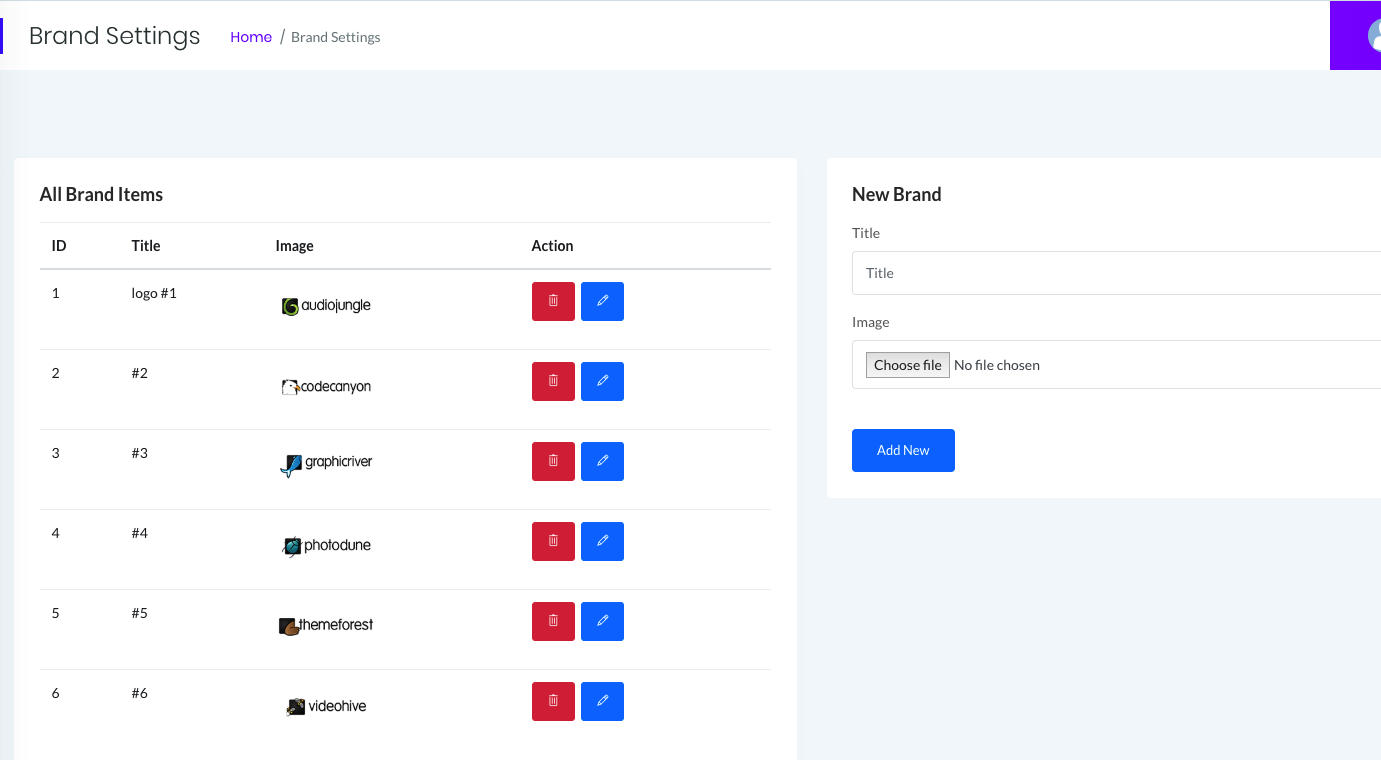 Brand Settings Home / Brand Settings
All Brand Items
ID Title Image Action
1 logo #1 audiojungle
2 #2 codecanyon
3 #3 graphicriver
4 #4 photodune
5 #5 themeforest
6 #6 videohive
New Brand
Title
Title
Image
Choose file No file chosen
Add New